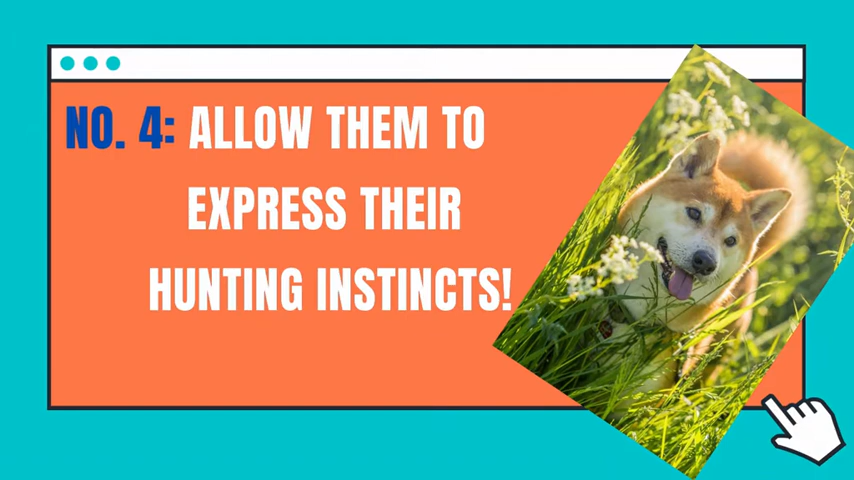 NO. 4: ALLOW THEM TO
EXPRESS THEIR
HUNTING INSTINCTS!